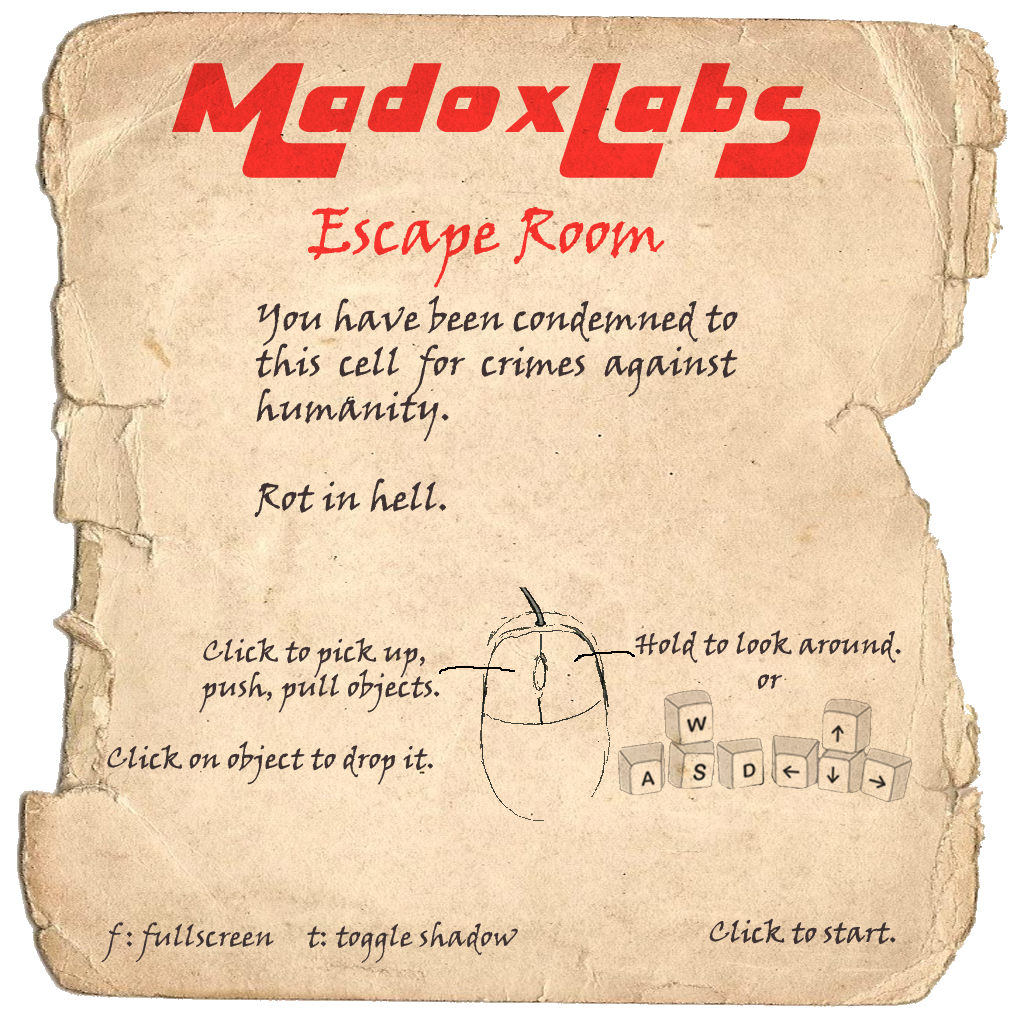 MadoxLabs
Escape Room
You have been condemned to
this cell for crimes against
humanity.
Rot in hell.
Click to pick up,
push, pull objects.
Hold to look around.
or
W
↑
A S D ← ↓ →
Click on object to drop it.
f: fullscreen t: toggle shadow
Click to start.